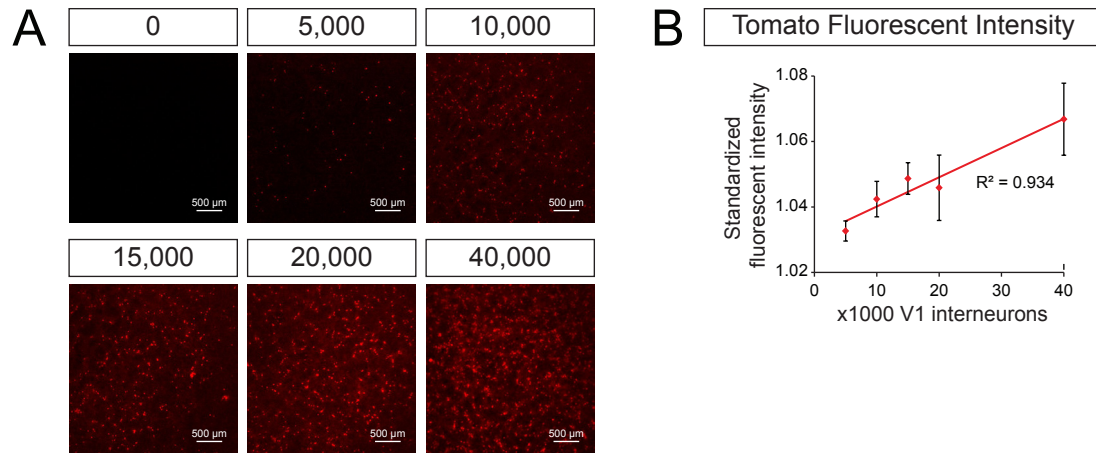 A
0
5,000
10,000
500 µm
500 µm
500 µm
15,000
20,000
40,000
500 µm
500 µm
500 µm
B
Tomato Fluorescent Intensity
Standardized
fluorescent intensity
1.08
1.06
1.04
1.02
R² = 0.934
0
10
20
30
40
x1000 V1 interneurons